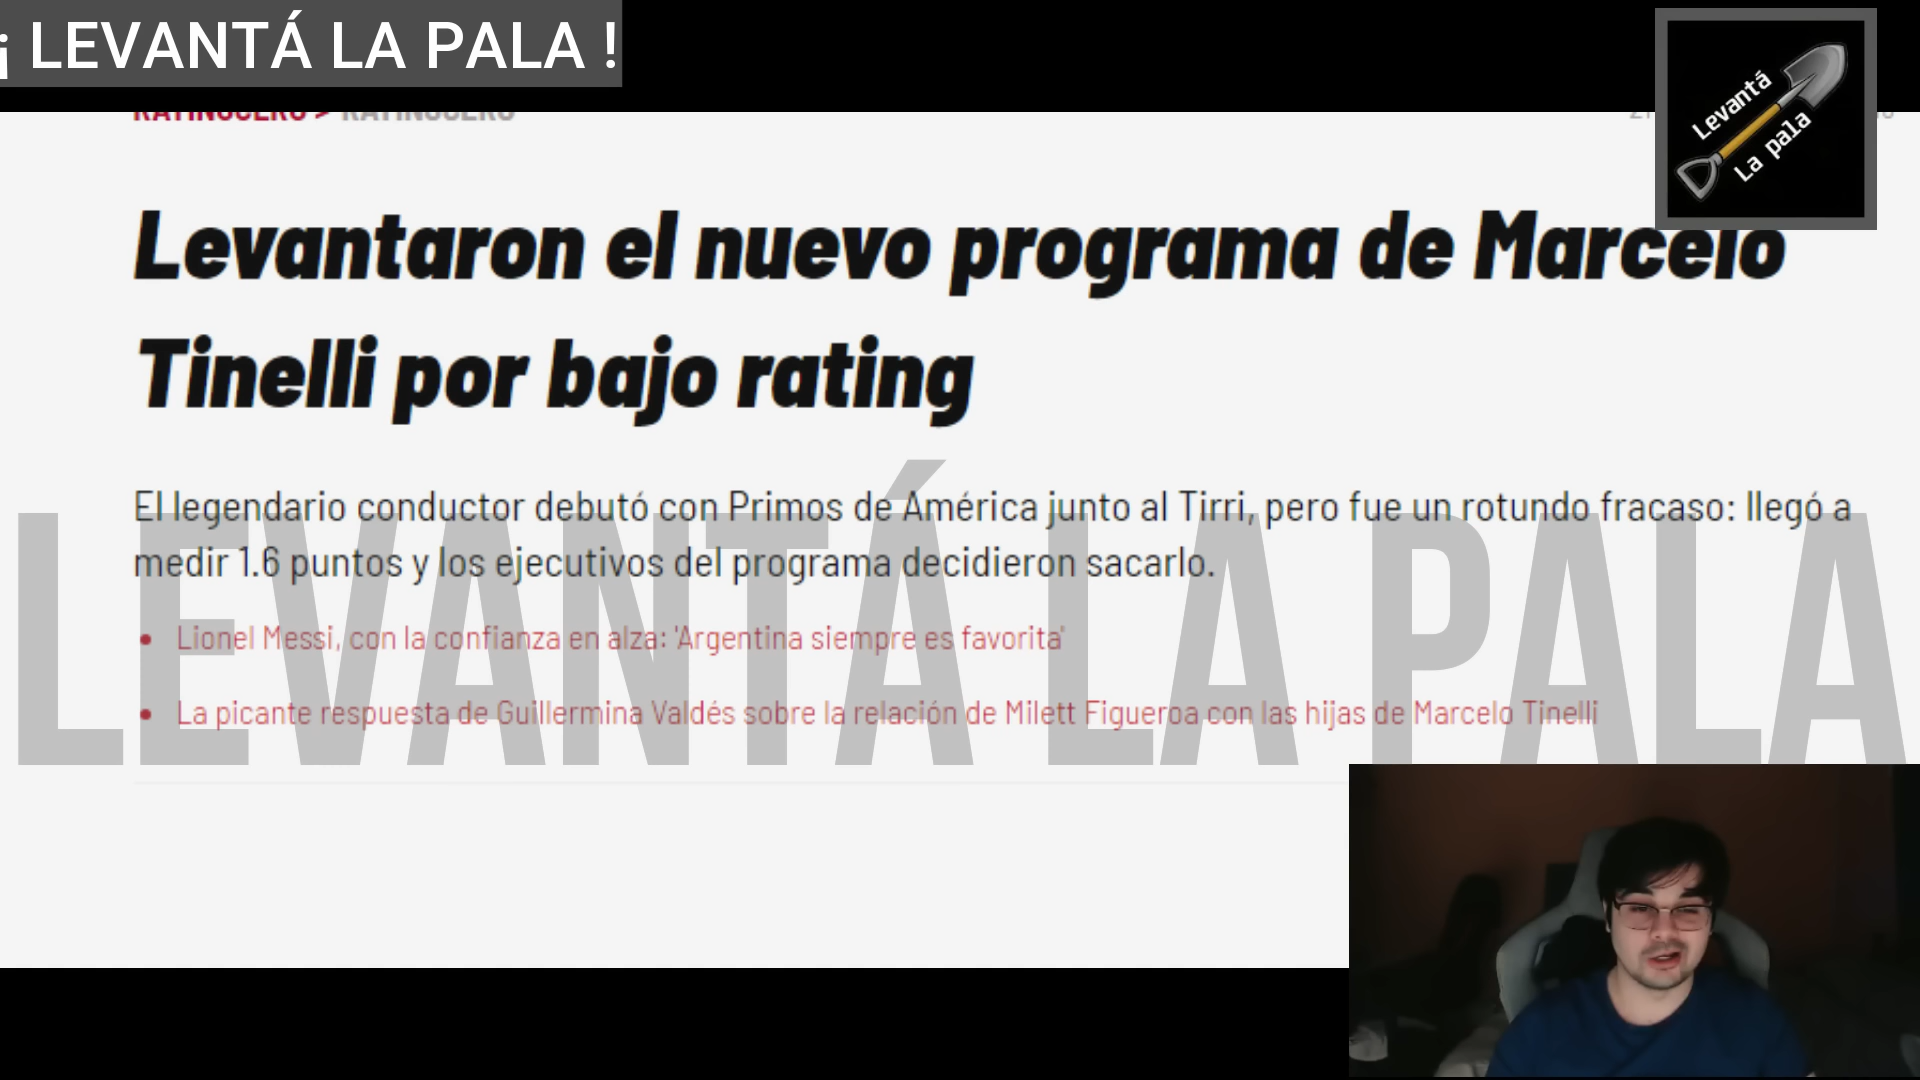 ¡ LEVANTÁ LA PALA !
RATINGCERO > RATINGCERO
Levantá
La pala
Levantaron el nuevo programa de Marcelo
Tinelli por bajo rating
El legendario conductor debutó con Primos de América junto al Tirri, pero fue un rotundo fracaso: llegó a
medir 1.6 puntos y los ejecutivos del programa decidieron sacarlo.
LEVANTÁ LA PALA
Lionel Messi, con la confianza en alza: 'Argentina siempre es favorita'
La picante respuesta de Guillermina Valdés sobre la relación de Milett Figueroa con las hijas de Marcelo Tinelli